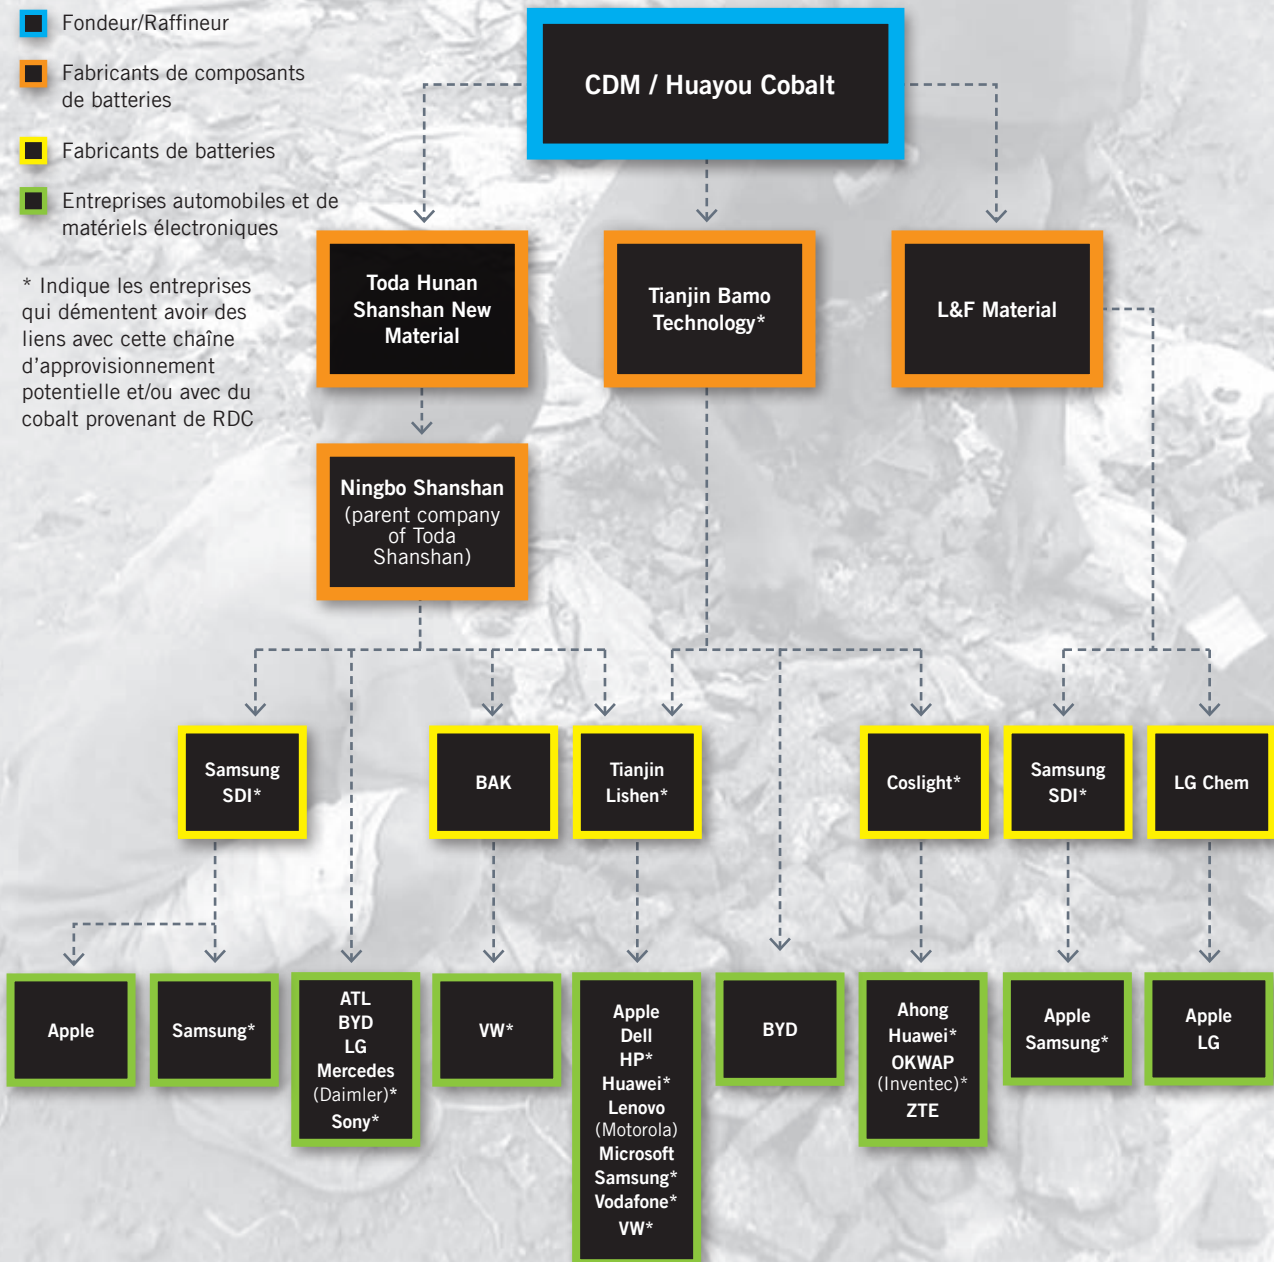 Fondeur/Raffineur
Fabricants de composants
de batteries
Fabricants de batteries
Entreprises automobiles et de
matériels électroniques
* Indique les entreprises
qui démentent avoir des
liens avec cette chaîne
d'approvisionnement
potentielle et/ou avec du
cobalt provenant de RDC
CDM / Huayou Cobalt
Toda Hunan
Shanshan New
Material
Tianjin Bamo
Technology*
L&F Material
Ningbo Shanshan
(parent company
of Toda
Shanshan)
Samsung
SDI*
BAK
Tianjin
Lishen*
Coslight*
Samsung
SDI*
LG Chem
Apple
Samsung*
ATL
BYD
LG
Mercedes
(Daimler)*
Sony*
VW*
Apple
Dell
HP*
Huawei*
Lenovo
(Motorola)
Microsoft
Samsung*
Vodafone*
VW*
BYD
Ahong
Huawei*
OKWAP
(Inventec)*
ZTE
Apple
Samsung*
Apple
LG